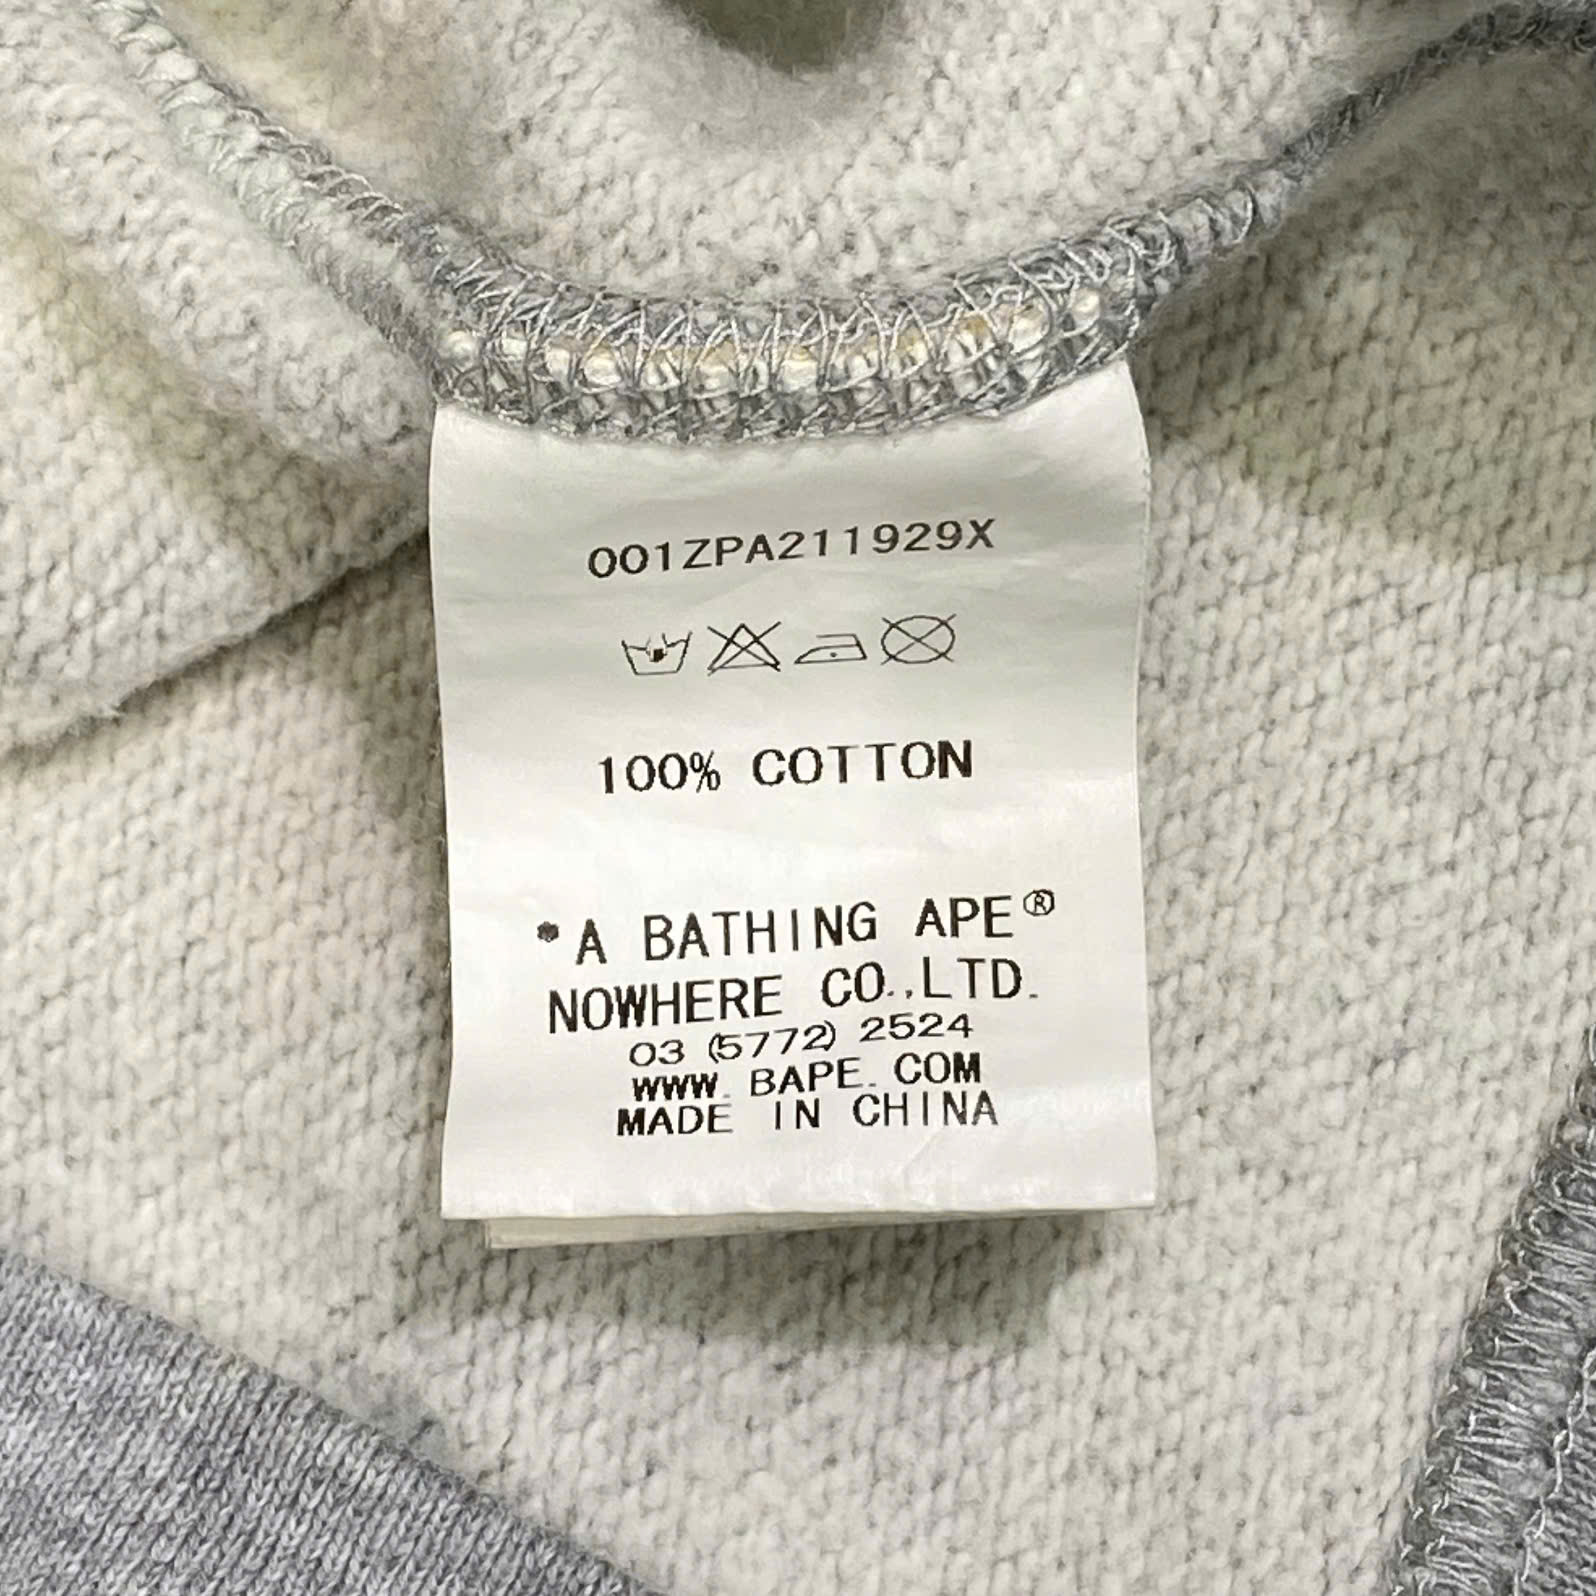 001ZPA211929X
100% COTTON
*A BATHING APE®
NOWHERE CO.,LTD.
03 (5772) 2524
WWW. BAPE. COM
MADE IN CHINA